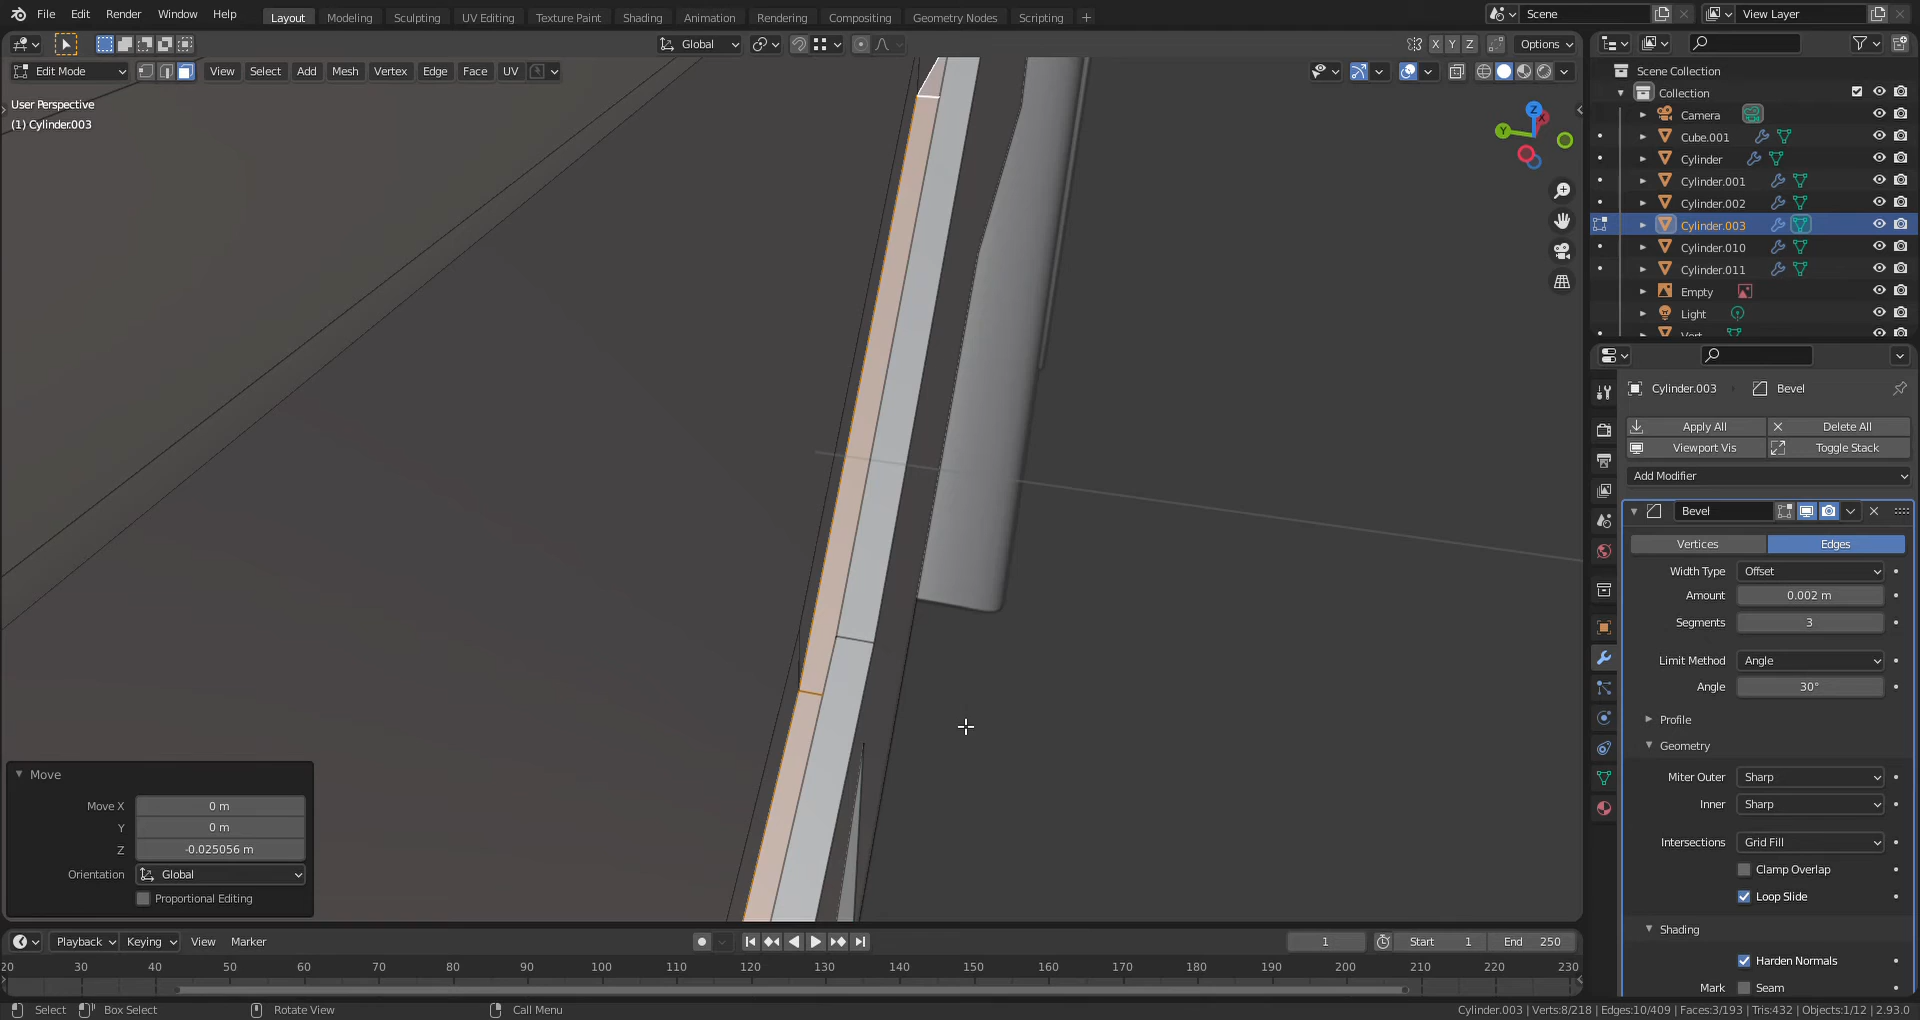 File Edit Render Window Help Layout Modeling Sculpting UV Editing Texture Paint Shading Animation Rendering Compositing Geometry Nodes Scripting + Scene View Layer
Global X Y Z Options
Edit Mode View Select Add Mesh Vertex Edge Face UV
User Perspective
(1) Cylinder.003
Z
Y
X
Scene Collection
Collection
Camera
Cube.001
Cylinder
Cylinder.001
Cylinder.002
Cylinder.003
Cylinder.010
Cylinder.011
Empty
Light
Cylinder.003 Bevel
Apply All Delete All
Viewport Vis Toggle Stack
Add Modifier
Bevel
Vertices Edges
Width Type Offset
Amount 0.002 m
Segments 3
Limit Method Angle
Angle 30°
Profile
Geometry
Miter Outer Sharp
Inner Sharp
Intersections Grid Fill
Clamp Overlap
Loop Slide
Shading
Harden Normals
Mark Seam
Move
Move X 0 m
Y 0 m
Z -0.025056 m
Orientation Global
Proportional Editing
Playback Keying View Marker 1 Start 1 End 250
20 30 40 50 60 70 80 90 100 110 120 130 140 150 160 170 180 190 200 210 220 230
Select Box Select Rotate View Call Menu Cylinder.003 | Verts:8/218 | Edges:10/409 | Faces:3/193 | Tris:432 | Objects:1/12 | 2.93.0